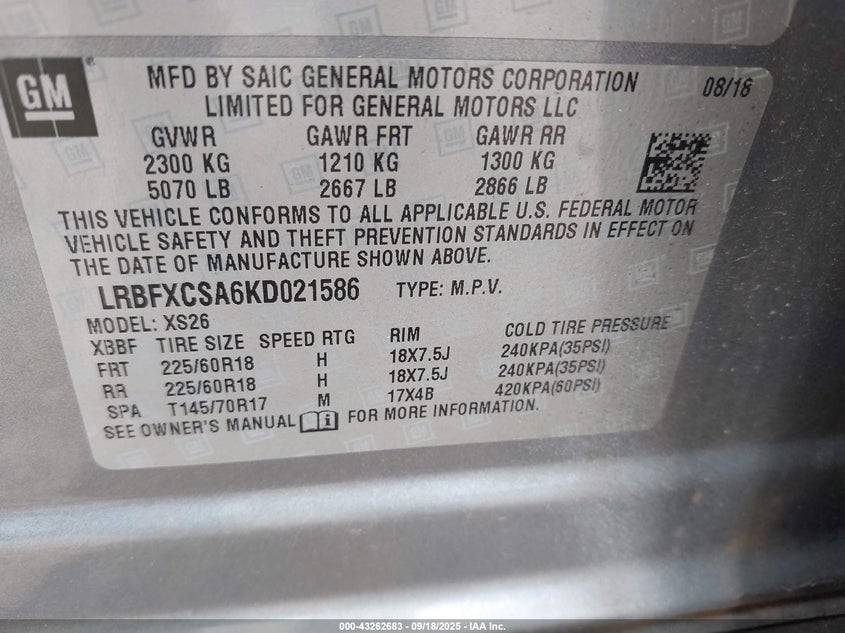 GM
MFD BY SAIC GENERAL MOTORS CORPORATION 08/18
LIMITED FOR GENERAL MOTORS LLC
GVWR GAWR FRT GAWR RR
2300 KG 1210 KG 1300 KG
5070 LB 2667 LB 2866 LB
THIS VEHICLE CONFORMS TO ALL APPLICABLE U.S. FEDERAL MOTOR
VEHICLE SAFETY AND THEFT PREVENTION STANDARDS IN EFFECT ON
THE DATE OF MANUFACTURE SHOWN ABOVE.
LRBFXCSA6KD021586 TYPE: M.P.V.
MODEL: XS26
XBBF TIRE SIZE SPEED RTG RIM COLD TIRE PRESSURE
FRT 225/60R18 H 18X7.5J 240KPA(35PSI)
RR 225/60R18 H 18X7.5J 240KPA(35PSI)
SPA T145/70R17 M 17X4B 420KPA(60PSI)
SEE OWNER'S MANUAL FOR MORE INFORMATION.
000-43262683 - 09/18/2025 - IAA Inc.